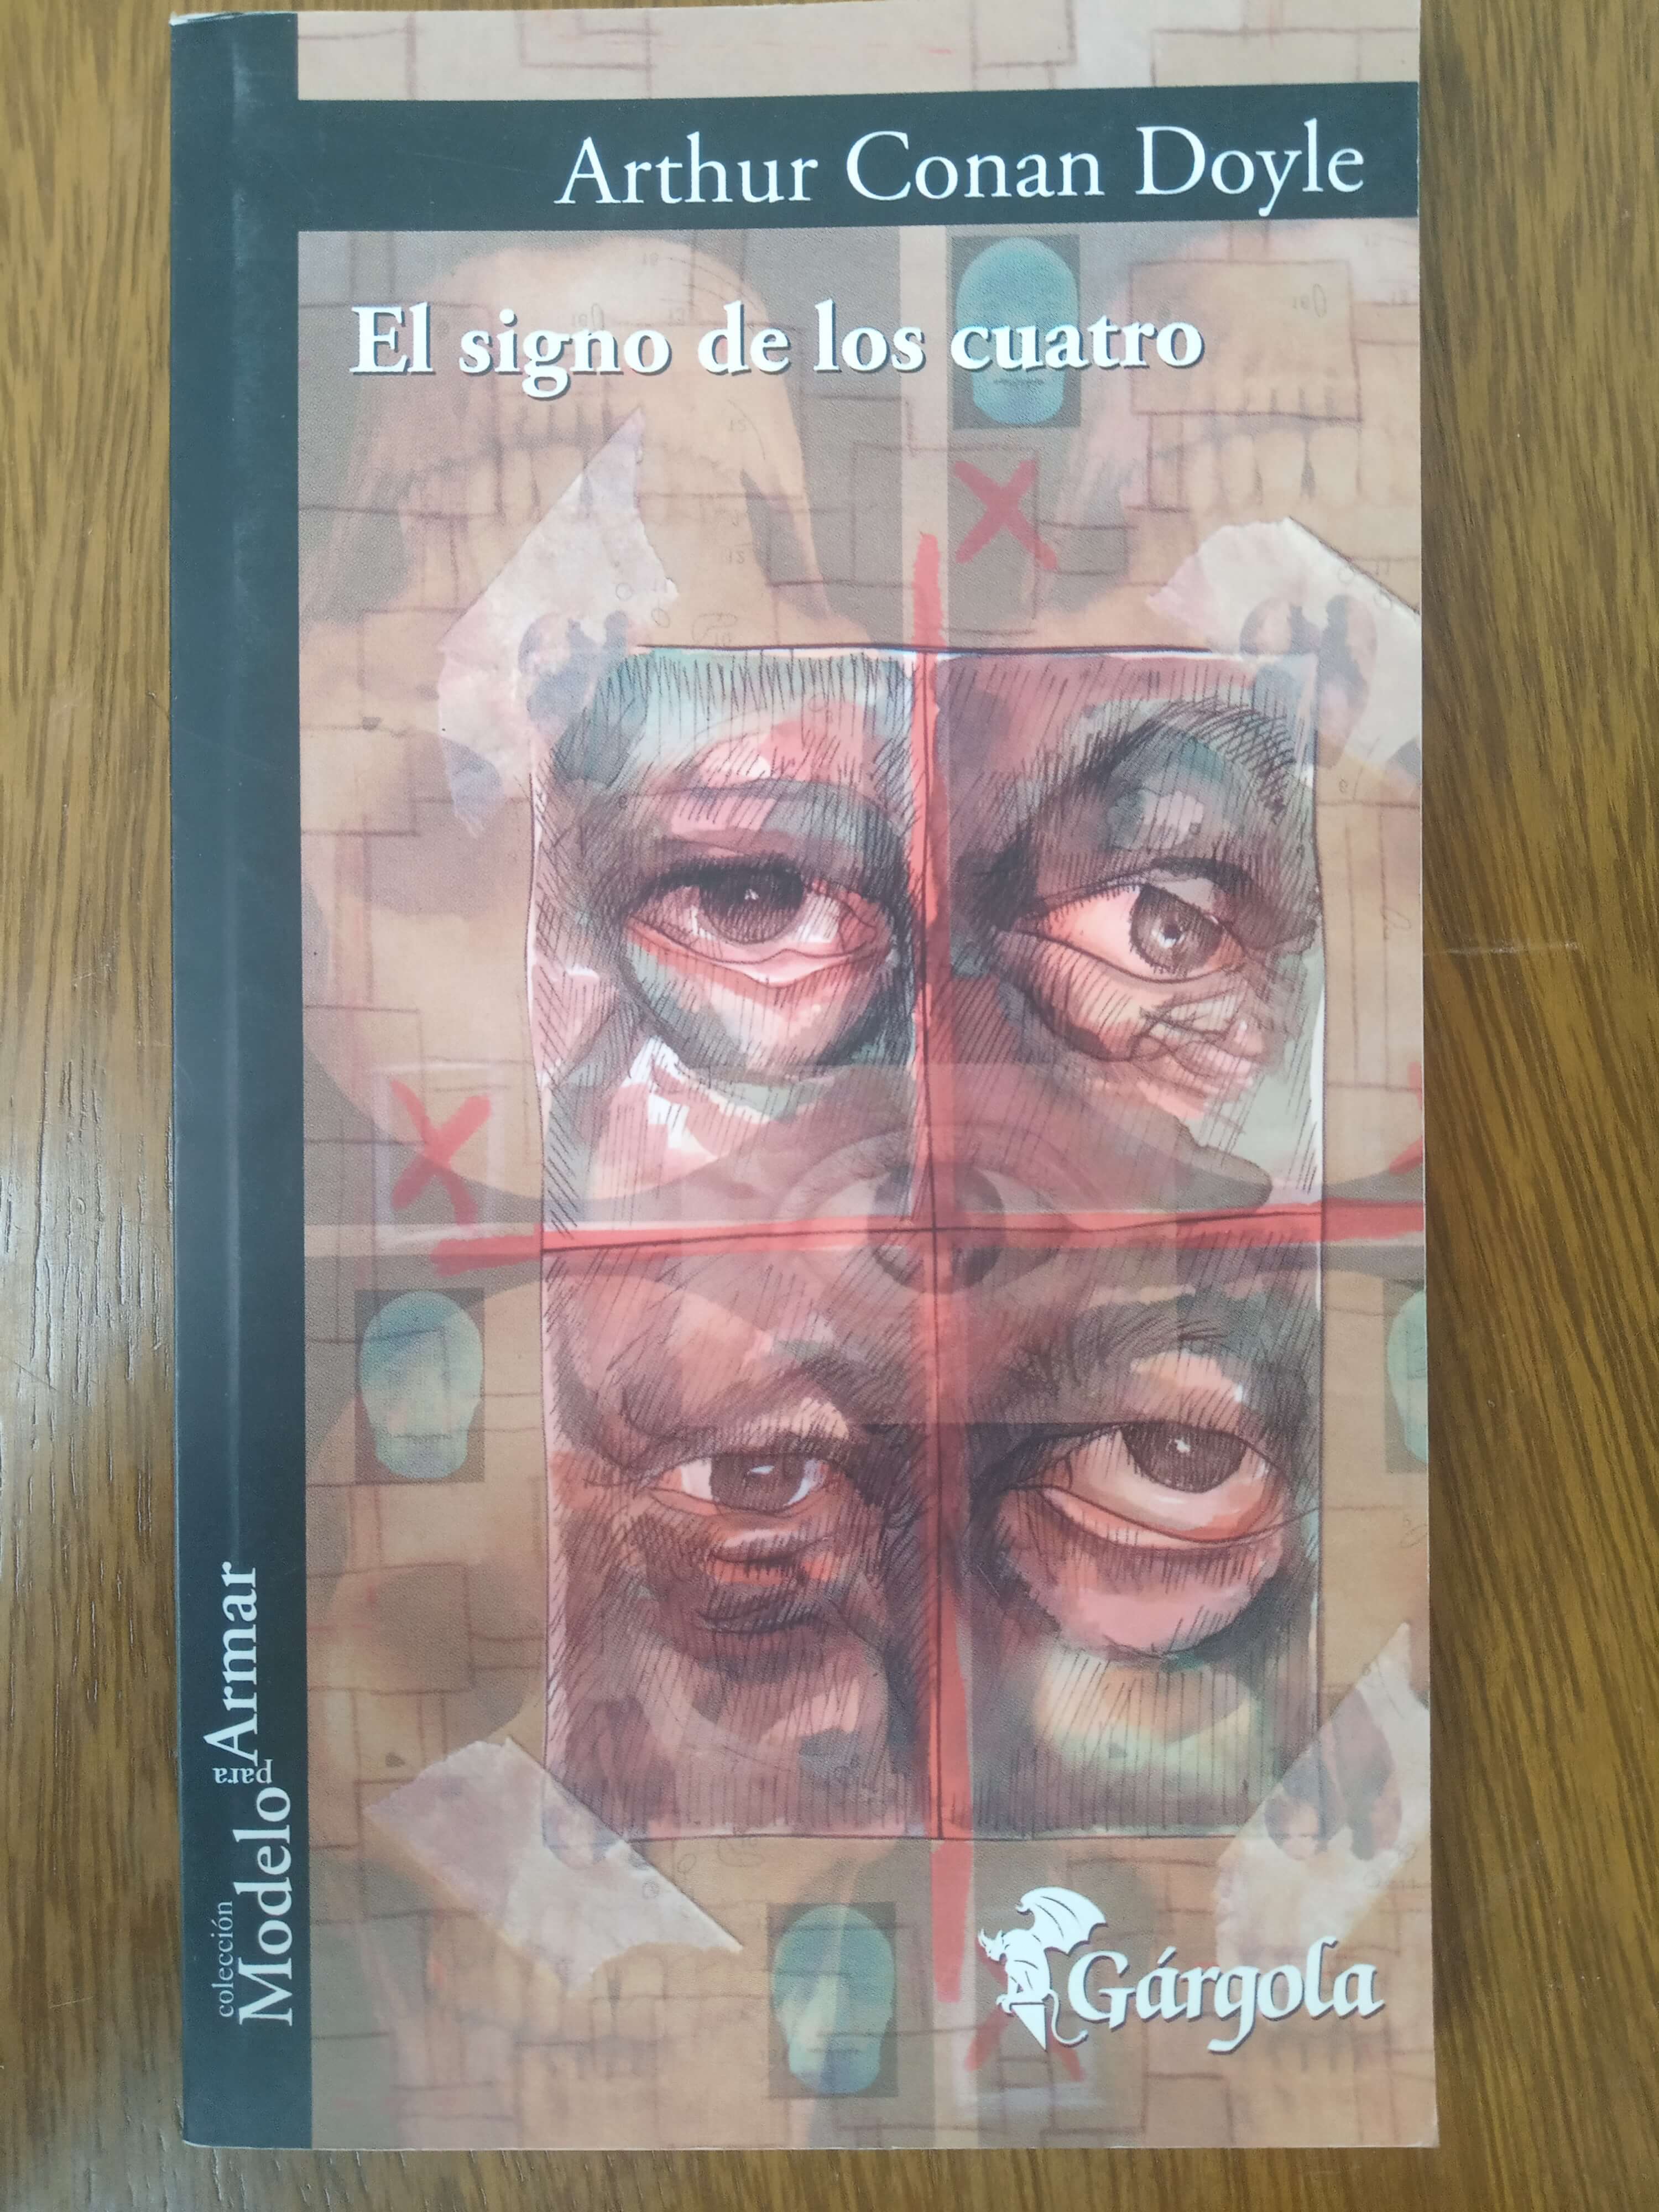 Arthur Conan Doyle
El signo de los cuatro
colección
Modelo para Armar
Gárgola